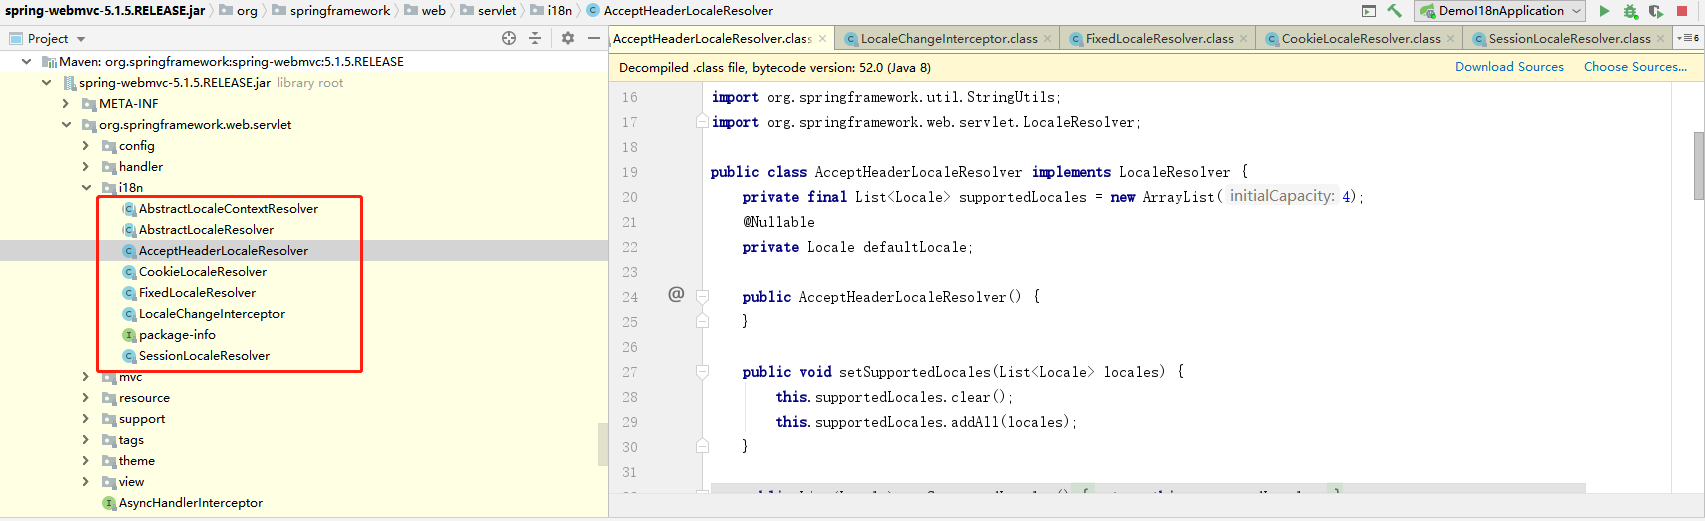 spring-webmvc-5.1.5.RELEASE.jar org springframework web servlet i18n AcceptHeaderLocaleResolver
DemoI18nApplication
Project
AcceptHeaderLocaleResolver.class LocaleChangeInterceptor.class FixedLocaleResolver.class CookieLocaleResolver.class SessionLocaleResolver.class 6
Maven: org.springframework:spring-webmvc:5.1.5.RELEASE
spring-webmvc-5.1.5.RELEASE.jar library root
META-INF
org.springframework.web.servlet
config
handler
i18n
AbstractLocaleContextResolver
AbstractLocaleResolver
AcceptHeaderLocaleResolver
CookieLocaleResolver
FixedLocaleResolver
LocaleChangeInterceptor
package-info
SessionLocaleResolver
mvc
resource
support
tags
theme
view
AsyncHandlerInterceptor
Decompiled .class file, bytecode version: 52.0 (Java 8) Download Sources Choose Sources...
16 import org.springframework.util.StringUtils;
17 import org.springframework.web.servlet.LocaleResolver;
18
19 public class AcceptHeaderLocaleResolver implements LocaleResolver {
20 private final List<Locale> supportedLocales = new ArrayList( initialCapacity: 4);
21 @Nullable
22 private Locale defaultLocale;
23
24 @ public AcceptHeaderLocaleResolver() {
25 }
26
27 public void setSupportedLocales(List<Locale> locales) {
28 this.supportedLocales.clear();
29 this.supportedLocales.addAll(locales);
30 }
31